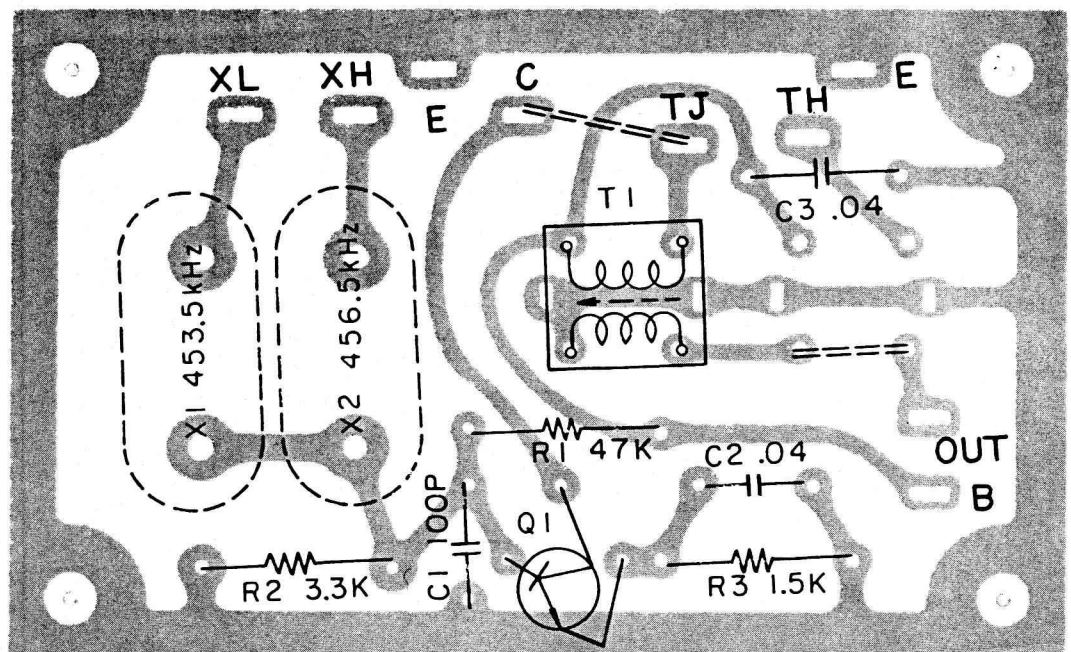 XL
XH
E
C
TJ
TH
E
T1
C3 .04
X1 453.5kHz
X2 456.5kHz
R1 47K
C2 .04
OUT
B
C1 100P
Q1
R2 3.3K
R3 1.5K